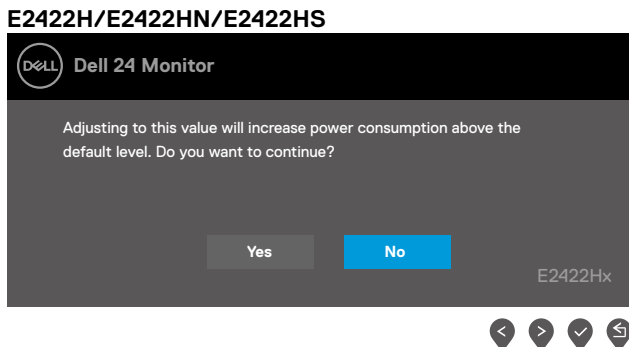 E2422H/E2422HN/E2422HS
DELL Dell 24 Monitor
Adjusting to this value will increase power consumption above the
default level. Do you want to continue?
Yes No
E2422Hx